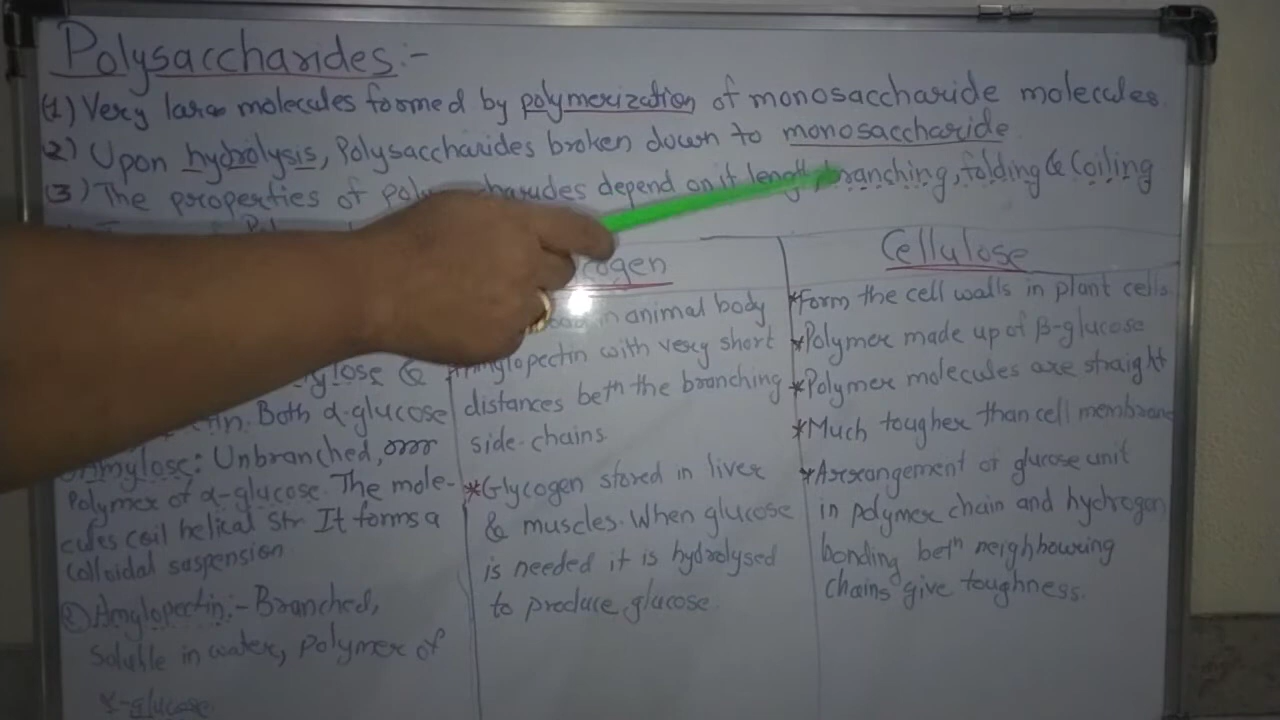 Polysaccharides:-
(1) Very large molecules formed by polymerization of monosaccharide molecules.
2) Upon hydrolysis, Polysaccharides broken down to monosaccharide
(3) The properties of polysaccharides depend on it length, branching, folding & Coiling
cogen
Cellulose
in animal body
Amylopectin with very short
distances betn the branching
side-chains.
*Glycogen stored in liver
& muscles. When glucose
is needed it is hydrolysed
to produce glucose
*Form the cell walls in plant cells.
*Polymer made up of β-glucose
*Polymer molecules are straight
*Much tougher than cell membrane
*Arrangement of glucose unit
in polymer chain and hydrogen
bonding betn neighbouring
chains give toughness.
ylose &
tin. Both α-glucose
Amylose: Unbranched,
Polymer of α-glucose. The mole-
cules coil helical str. It forms a
colloidal suspension
② Amylopectin:- Branched,
Soluble in water, polymer of
α-glucose